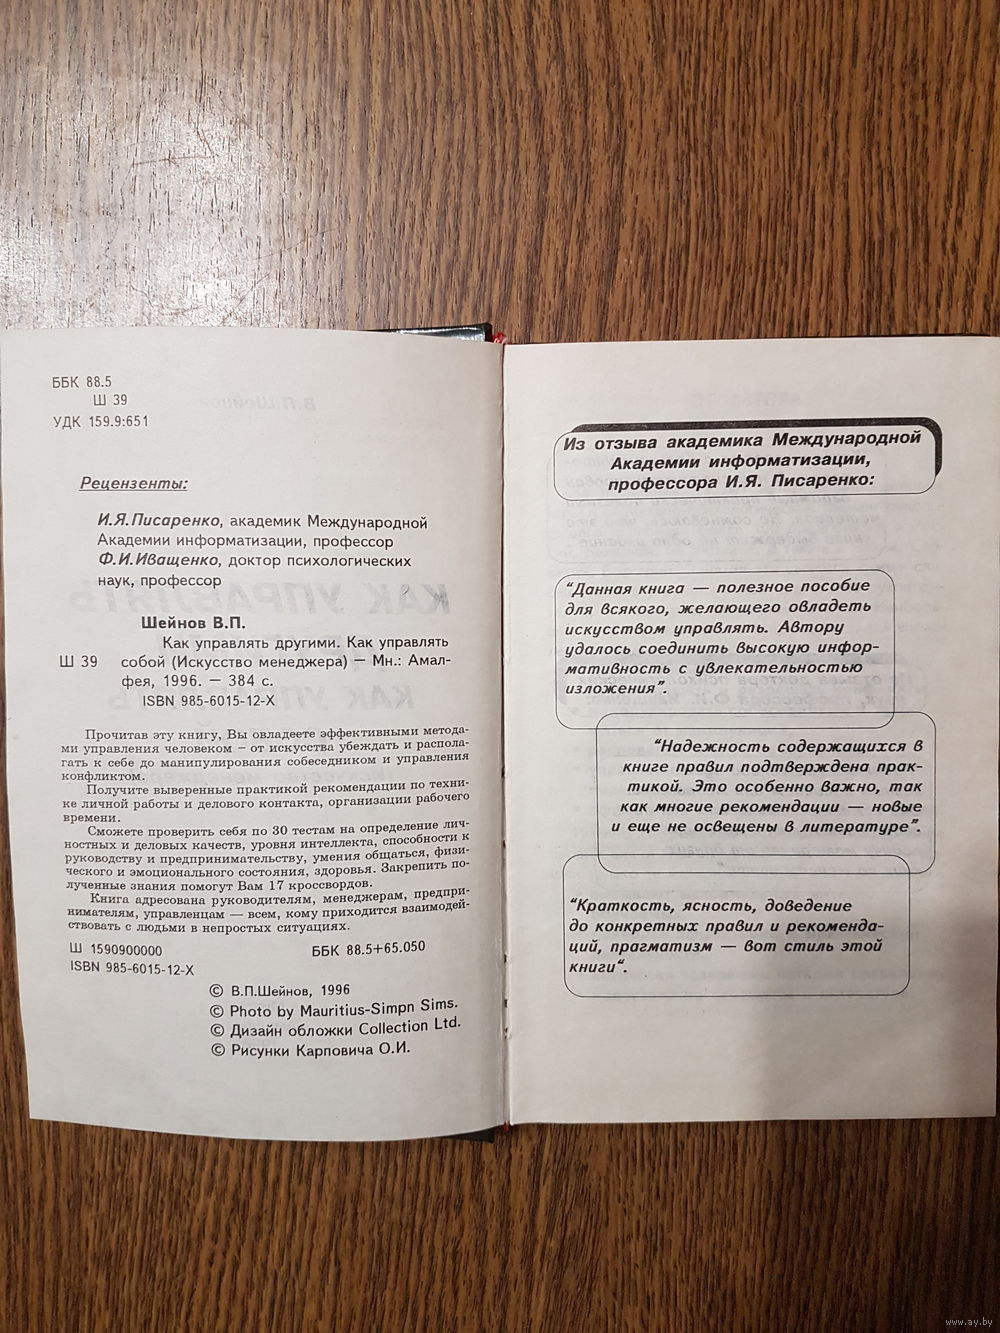 ББК 88.5
Ш 39
УДК 159.9:651
Рецензенты:
И.Я.Писаренко, академик Международной
Академии информатизации, профессор
Ф.И.Иващенко, доктор психологических
наук, профессор
Шейнов В.П.
Как управлять другими. Как управлять
Ш 39 собой (Искусство менеджера) — Мн.: Амал-
фея, 1996. — 384 с.
ISBN 985-6015-12-X
Прочитав эту книгу, Вы овладеете эффективными метода-
ми управления человеком – от искусства убеждать и распола-
гать к себе до манипулирования собеседником и управления
конфликтом.
Получите выверенные практикой рекомендации по техни-
ке личной работы и делового контакта, организации рабочего
времени.
Сможете проверить себя по 30 тестам на определение лич-
ностных и деловых качеств, уровня интеллекта, способности к
руководству и предпринимательству, умения общаться, физи-
ческого и эмоционального состояния, здоровья. Закрепить по-
лученные знания помогут Вам 17 кроссвордов.
Книга адресована руководителям, менеджерам, предпри-
нимателям, управленцам — всем, кому приходится взаимодей-
ствовать с людьми в непростых ситуациях.
Ш 1590900000 ББК 88.5+65.050
ISBN 985-6015-12-X
© В.П.Шейнов, 1996
© Photo by Mauritius-Simpn Sims.
© Дизайн обложки Collection Ltd.
© Рисунки Карповича О.И.
Из отзыва академика Международной
Академии информатизации,
профессора И.Я. Писаренко:
“Данная книга — полезное пособие
для всякого, желающего овладеть
искусством управлять. Автору
удалось соединить высокую инфор-
мативность с увлекательностью
изложения”.
“Надежность содержащихся в
книге правил подтверждена прак-
тикой. Это особенно важно, так
как многие рекомендации — новые
и еще не освещены в литературе”.
“Краткость, ясность, доведение
до конкретных правил и рекоменда-
ций, прагматизм — вот стиль этой
книги“.
www.ay.by